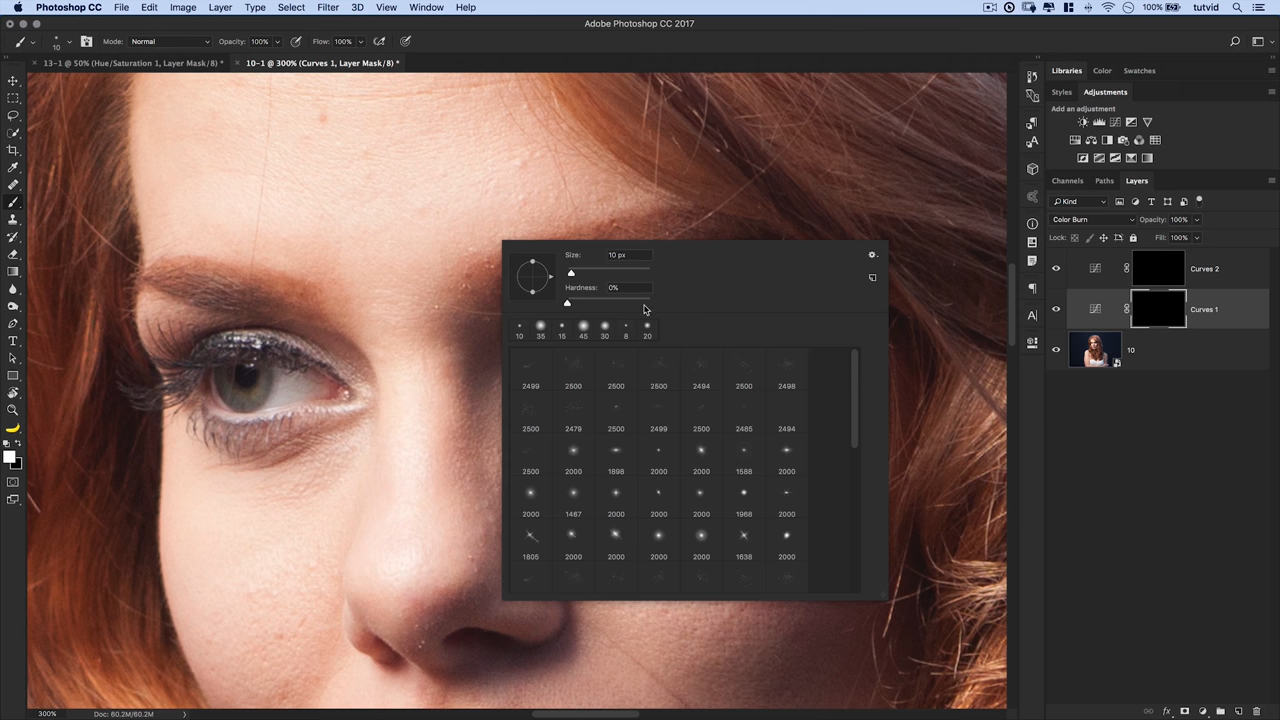 Photoshop CC File Edit Image Layer Type Select Filter 3D View Window Help 100% tutvid
Adobe Photoshop CC 2017
10 Mode: Normal Opacity: 100% Flow: 100%
13-1 @ 50% (Hue/Saturation 1, Layer Mask/8) * 10-1 @ 300% (Curves 1, Layer Mask/8) *
Libraries Color Swatches
Styles Adjustments
Add an adjustment
Channels Paths Layers
Kind
Color Burn Opacity: 100%
Lock: Fill: 100%
Curves 2
Curves 1
10
Size: 10 px
Hardness: 0%
10 35 15 45 30 8 20
2499 2500 2500 2500 2494 2500 2498
2500 2479 2500 2499 2500 2485 2494
2500 2000 1898 2000 2000 1588 2000
2000 1467 2000 2000 2000 1968 2000
1805 2000 2000 2000 2000 1638 2000
300% Doc: 60.2M/60.2M